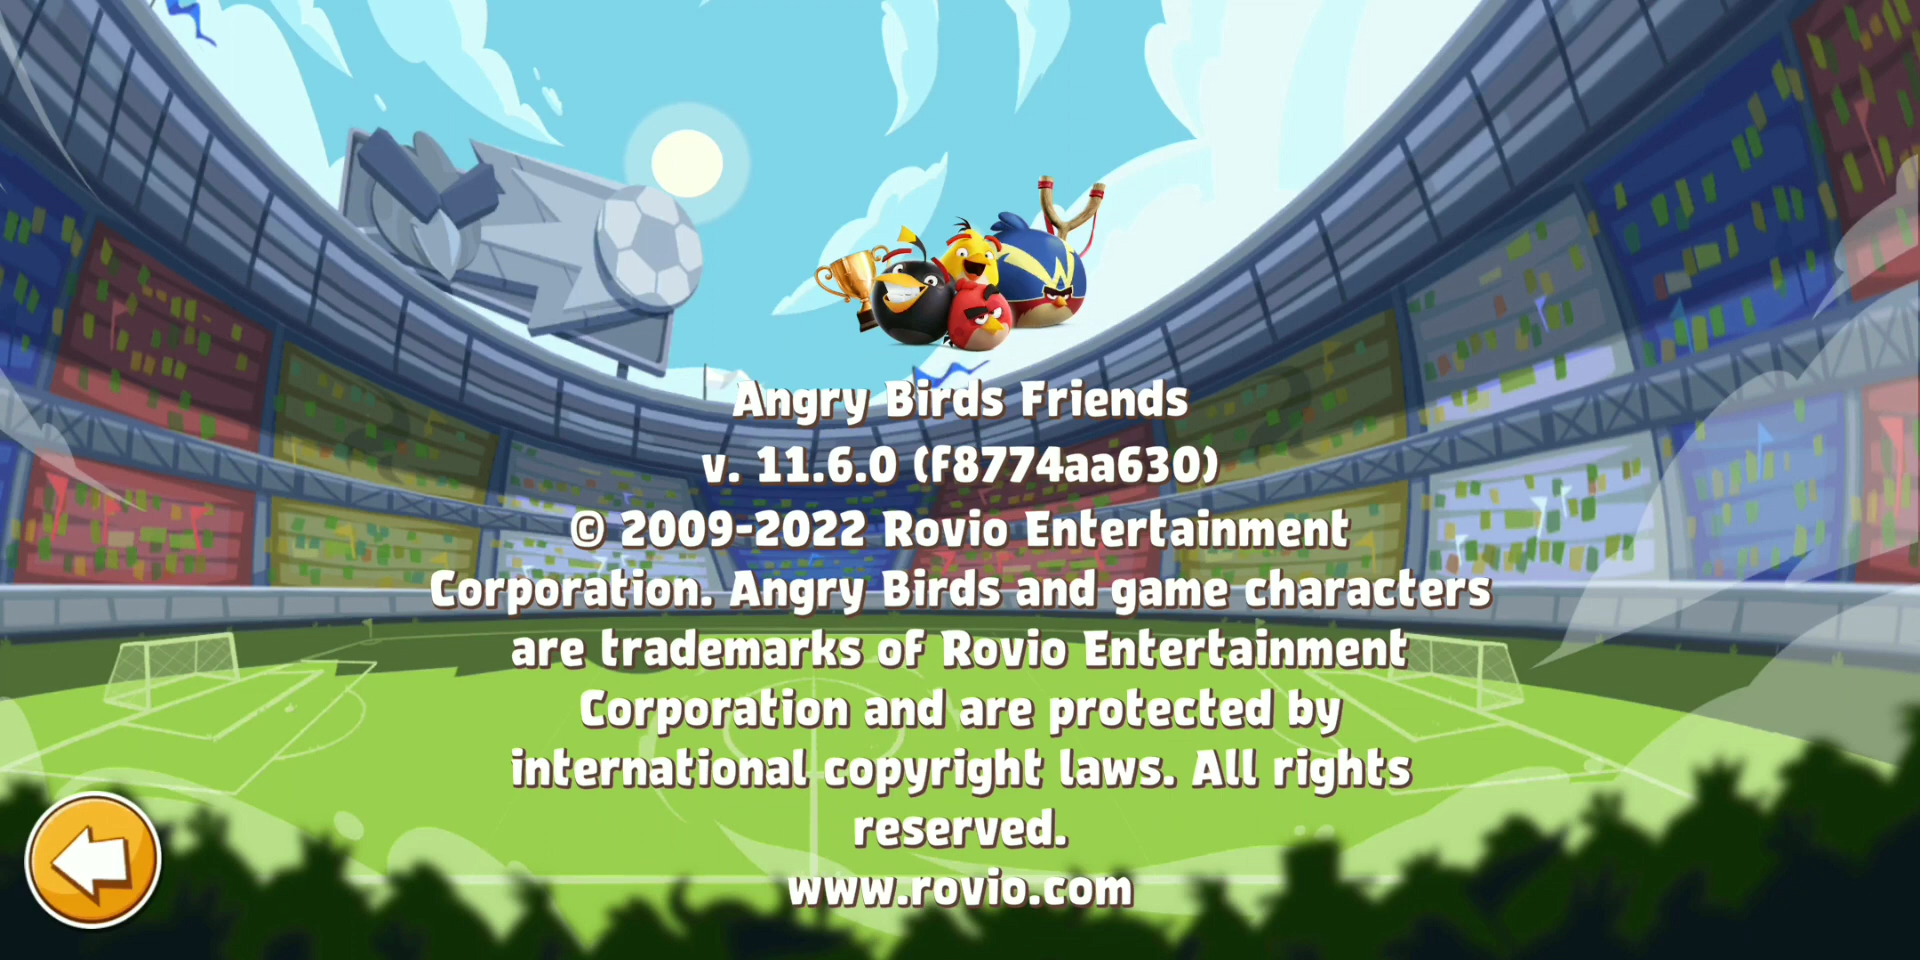 Angry Birds Friends
v. 11.6.0 (f8774aa630)
© 2009-2022 Rovio Entertainment
Corporation. Angry Birds and game characters
are trademarks of Rovio Entertainment
Corporation and are protected by
international copyright laws. All rights
reserved.
www.rovio.com